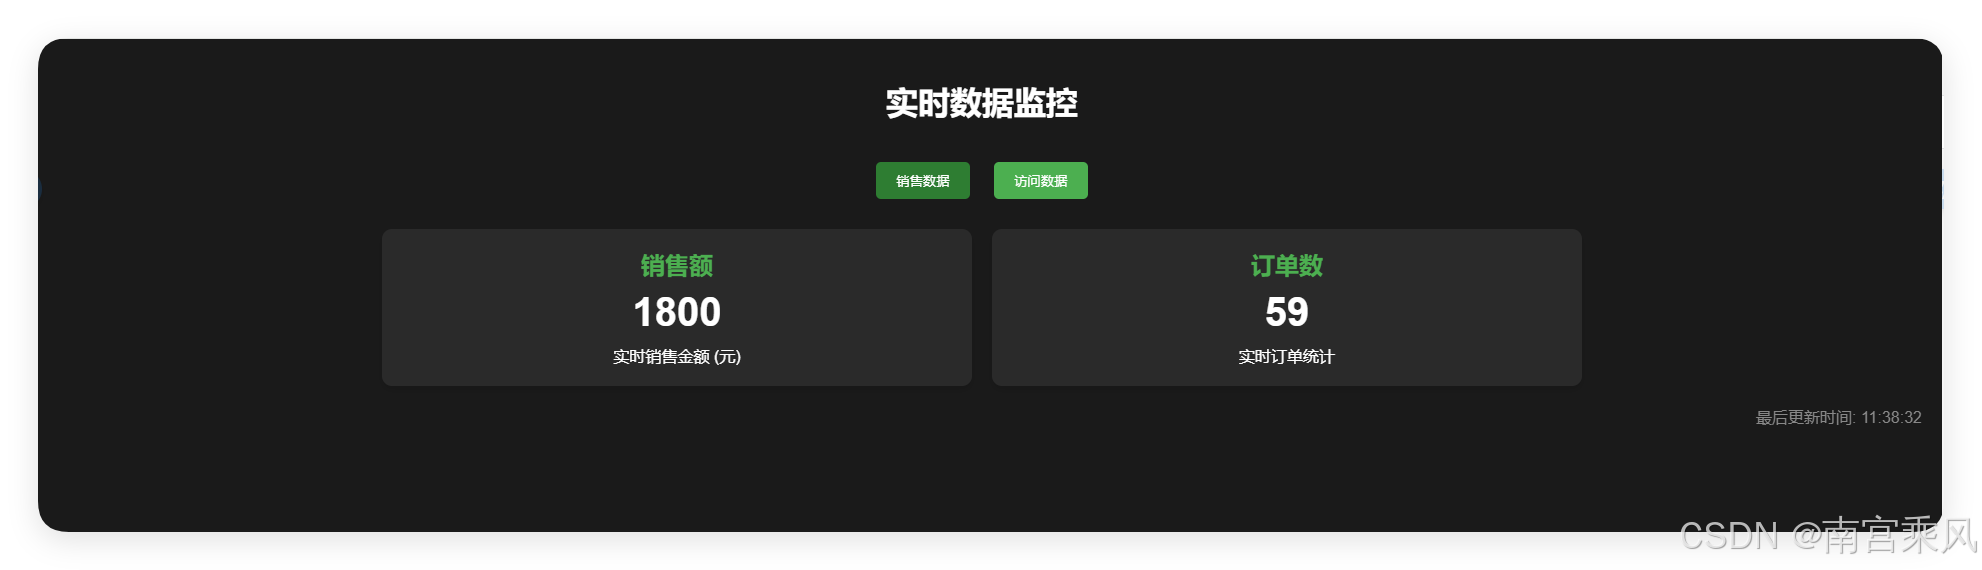 实时数据监控
销售数据 访问数据
销售额
1800
实时销售金额 (元)
订单数
59
实时订单统计
最后更新时间: 11:38:32
CSDN @南宫乘风